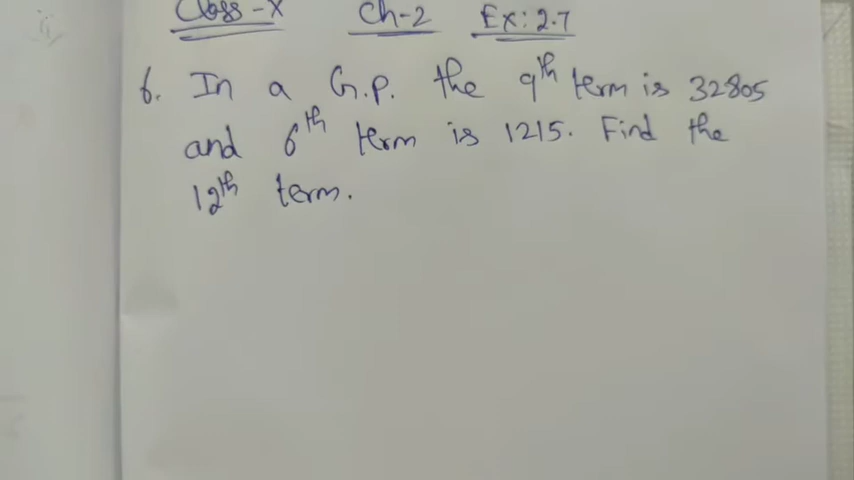 Class - X Ch-2 Ex: 2.7
6. In a G.P. the 9th term is 32805
and 6th term is 1215. Find the
12th term.